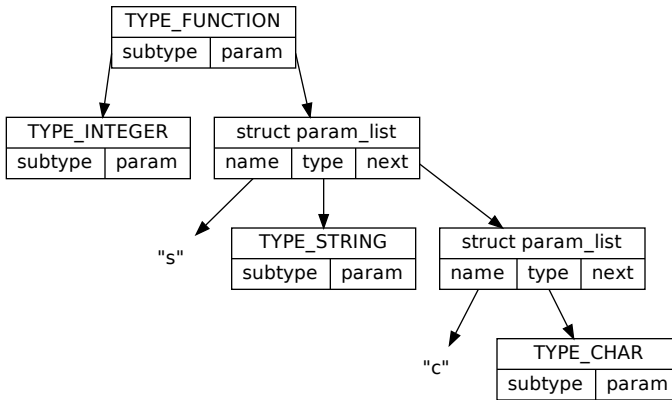 TYPE_FUNCTION
subtype param
TYPE_INTEGER
subtype param
struct param_list
name type next
"s"
TYPE_STRING
subtype param
struct param_list
name type next
"c"
TYPE_CHAR
subtype param